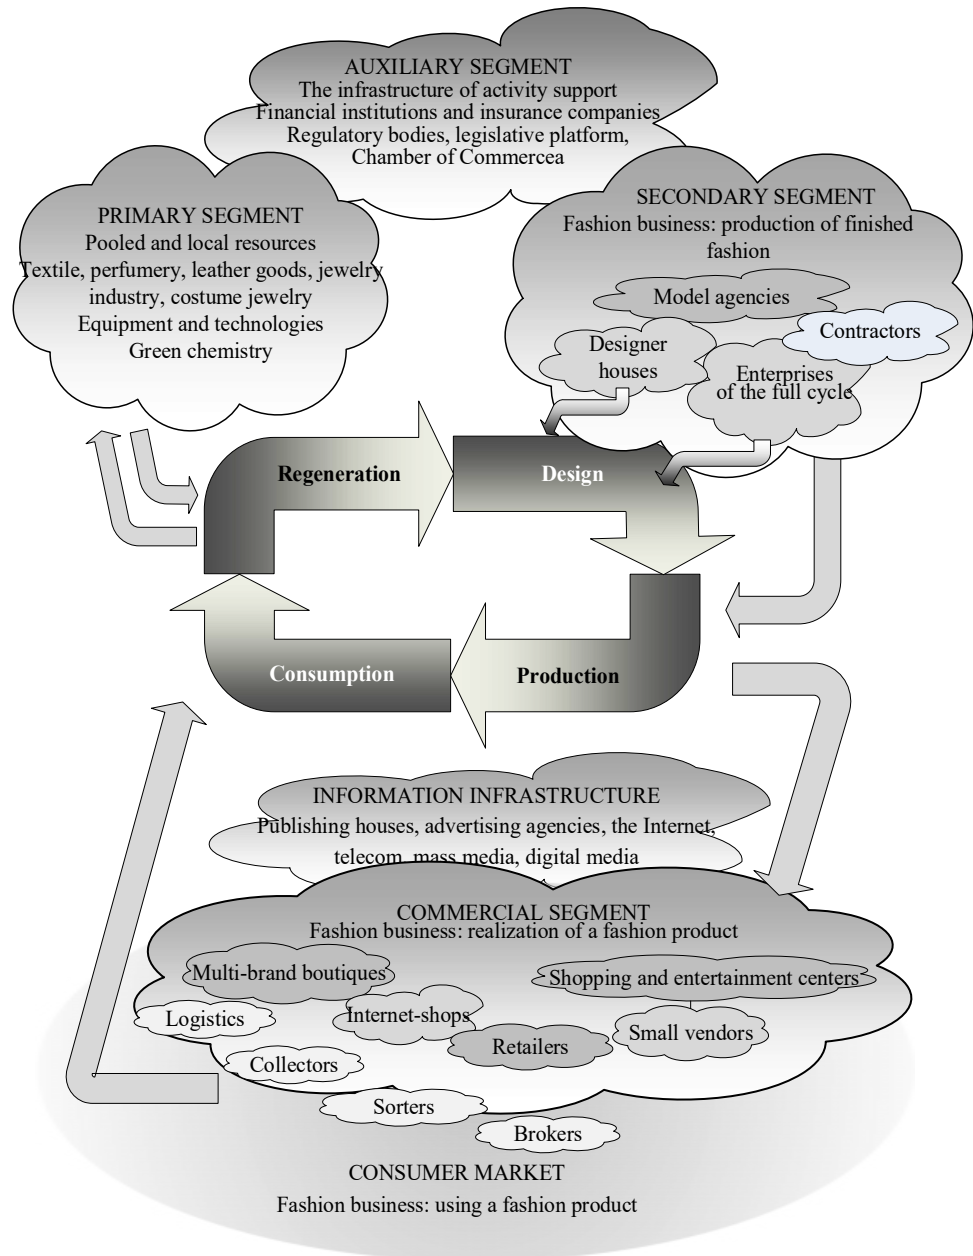 AUXILIARY SEGMENT
The infrastructure of activity support
Financial institutions and insurance companies
Regulatory bodies, legislative platform,
Chamber of Commercea
PRIMARY SEGMENT
Pooled and local resources
Textile, perfumery, leather goods, jewelry
industry, costume jewelry
Equipment and technologies
Green chemistry
SECONDARY SEGMENT
Fashion business: production of finished
fashion
Model agencies
Contractors
Designer
houses
Enterprises
of the full cycle
Regeneration
Design
Consumption
Production
INFORMATION INFRASTRUCTURE
Publishing houses, advertising agencies, the Internet,
telecom, mass media, digital media
COMMERCIAL SEGMENT
Fashion business: realization of a fashion product
Multi-brand boutiques
Shopping and entertainment centers
Logistics
Internet-shops
Small vendors
Retailers
Collectors
Sorters
Brokers
CONSUMER MARKET
Fashion business: using a fashion product